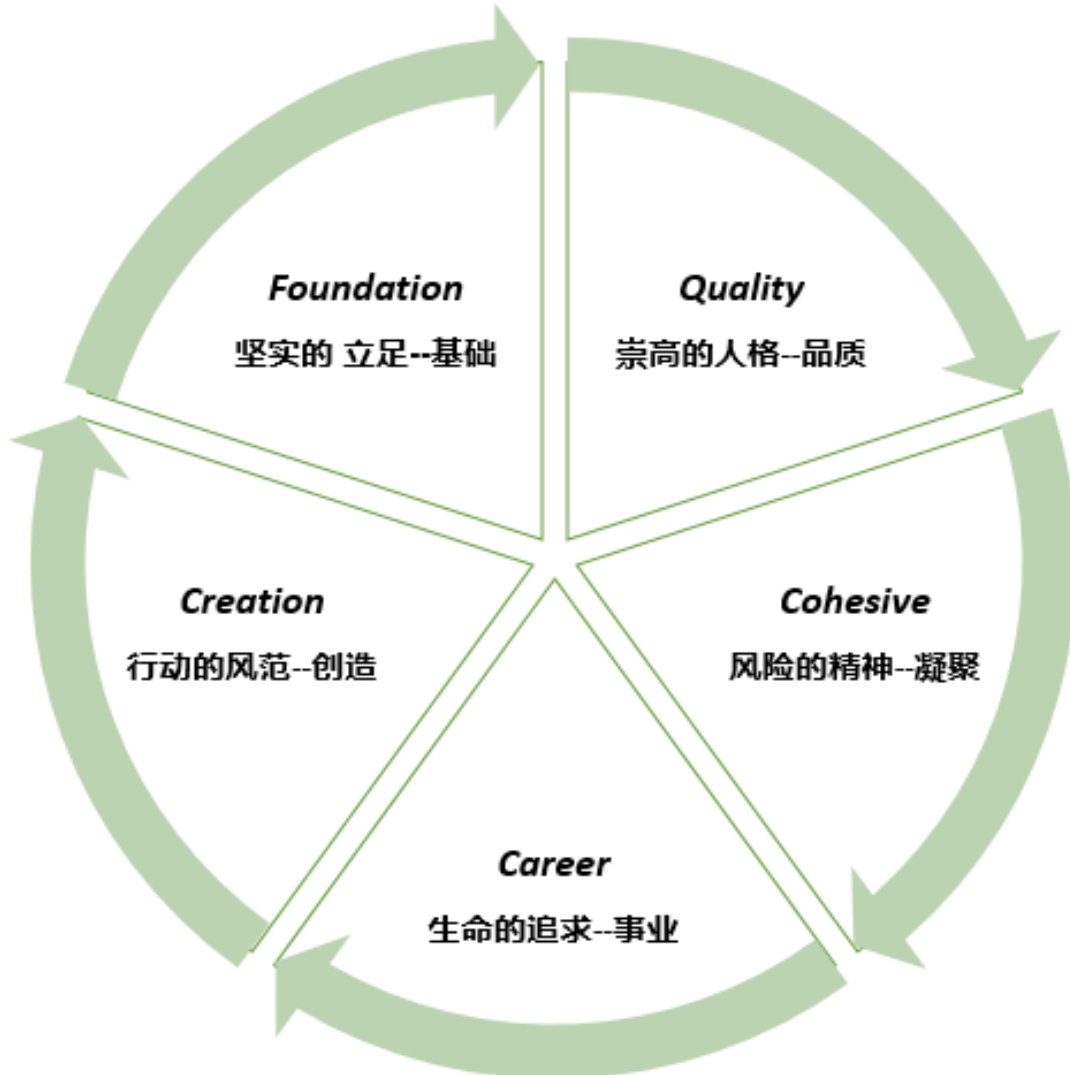 Foundation
坚实的 立足--基础
Quality
崇高的人格--品质
Creation
行动的风范--创造
Cohesive
风险的精神--凝聚
Career
生命的追求--事业